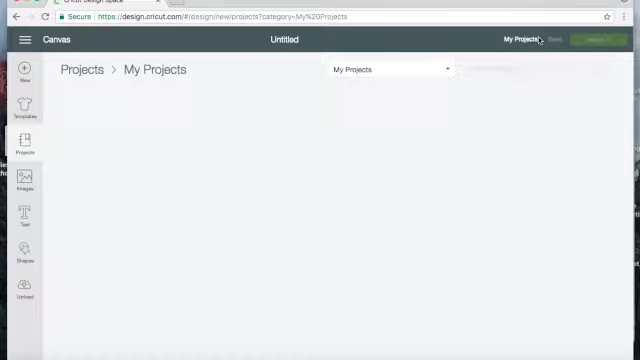 Cricut Design Space
Secure https://design.cricut.com/#/design/new/projects?category=My%20Projects
Canvas
Untitled
My Projects
Save
Projects > My Projects
My Projects
New
Templates
Projects
Images
Text
Shapes
Upload